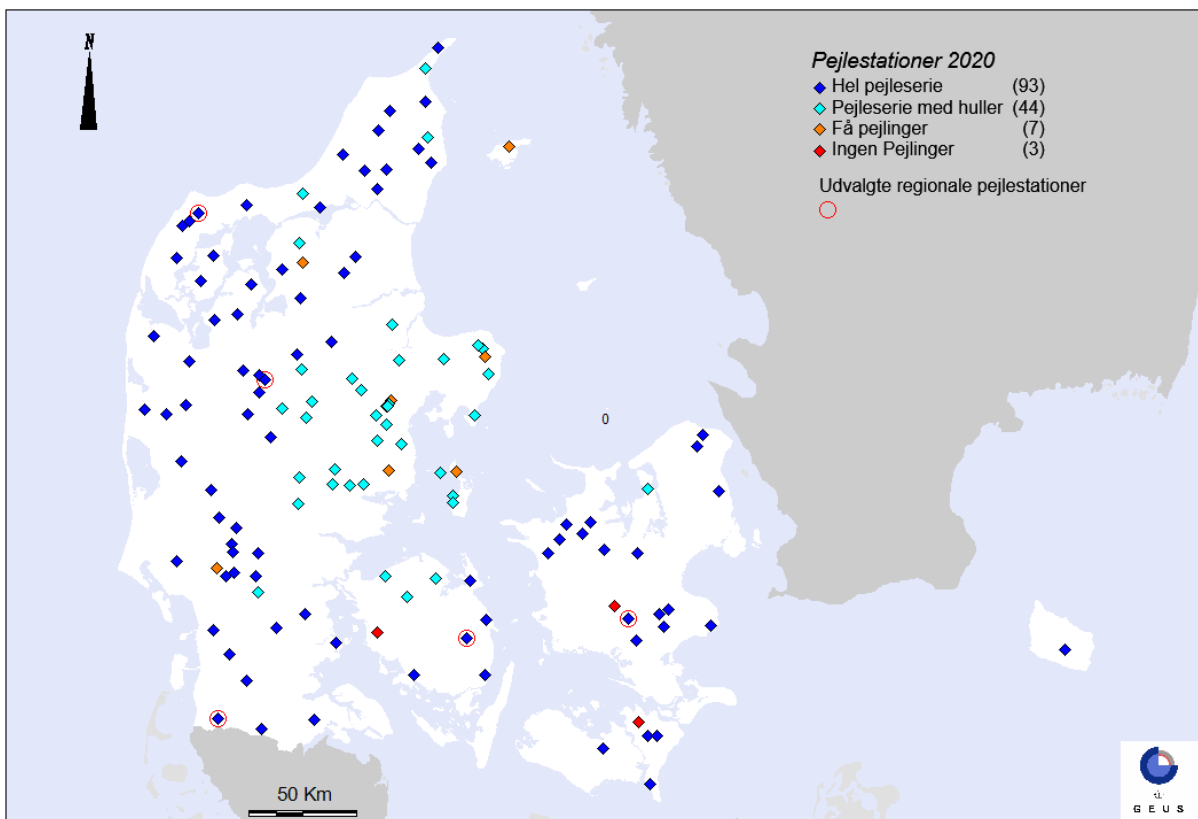 N
Pejlestationer 2020
Hel pejleserie (93)
Pejleserie med huller (44)
Få pejlinger (7)
Ingen Pejlinger (3)
Udvalgte regionale pejlestationer
0
50 Km
G E U S